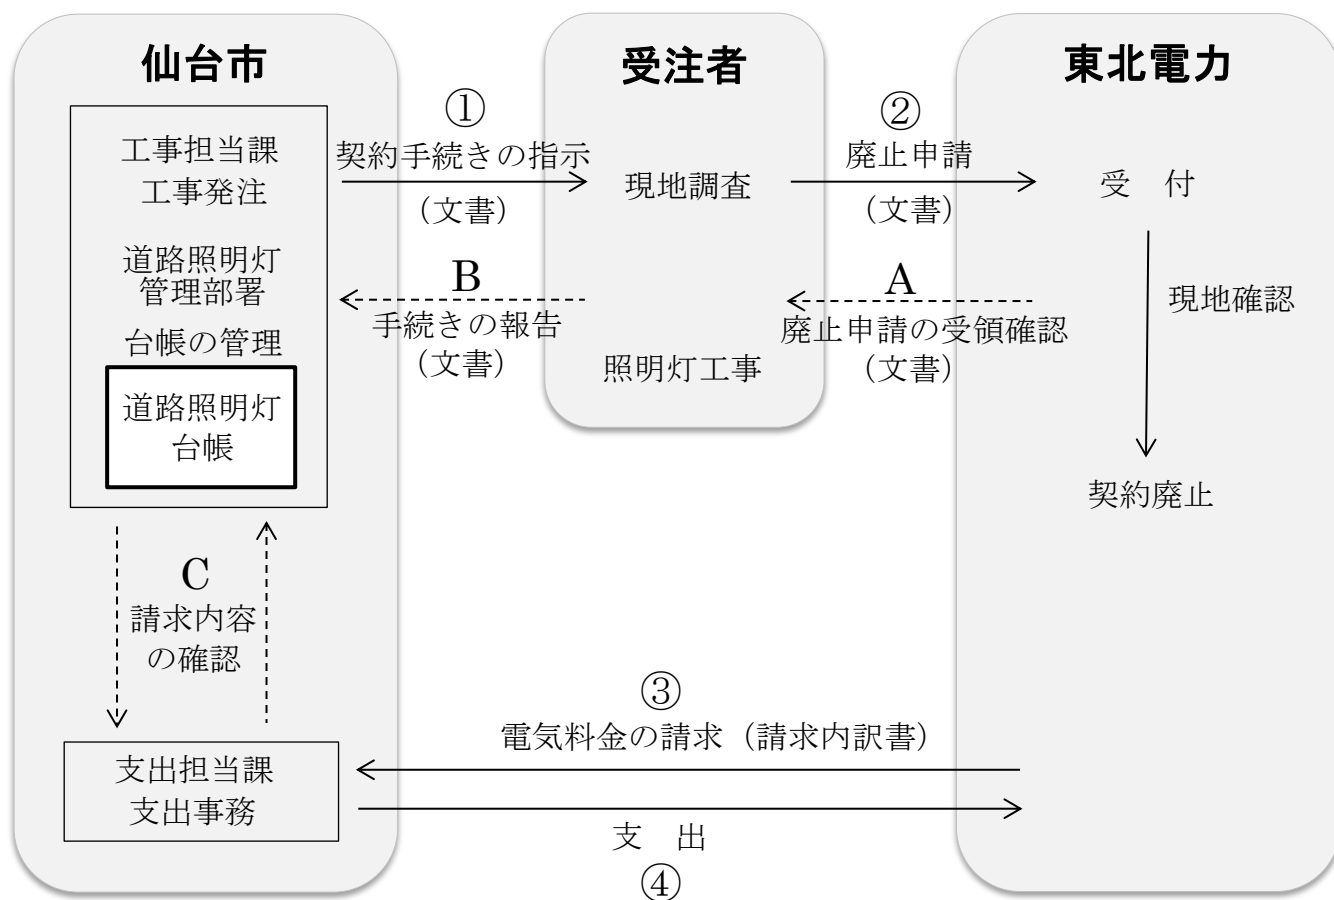 仙台市
受注者
東北電力
工事担当課
工事発注
道路照明灯
管理部署
台帳の管理
道路照明灯
台帳
①
契約手続きの指示
（文書）
B
手続きの報告
（文書）
現地調査
照明灯工事
②
廃止申請
（文書）
A
廃止申請の受領確認
（文書）
受　付
現地確認
契約廃止
C
請求内容
の確認
支出担当課
支出事務
③
電気料金の請求（請求内訳書）
支　出
④